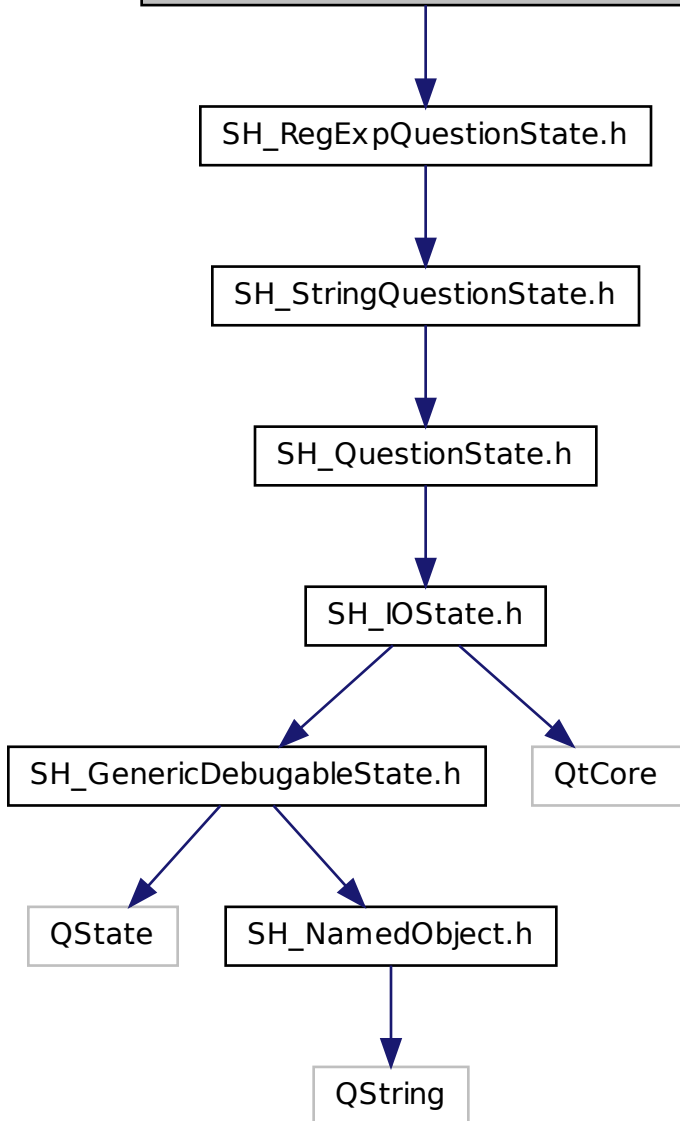 SH_RegExpQuestionState.h
SH_StringQuestionState.h
SH_QuestionState.h
SH_IOState.h
SH_GenericDebugableState.h
QtCore
QState
SH_NamedObject.h
QString